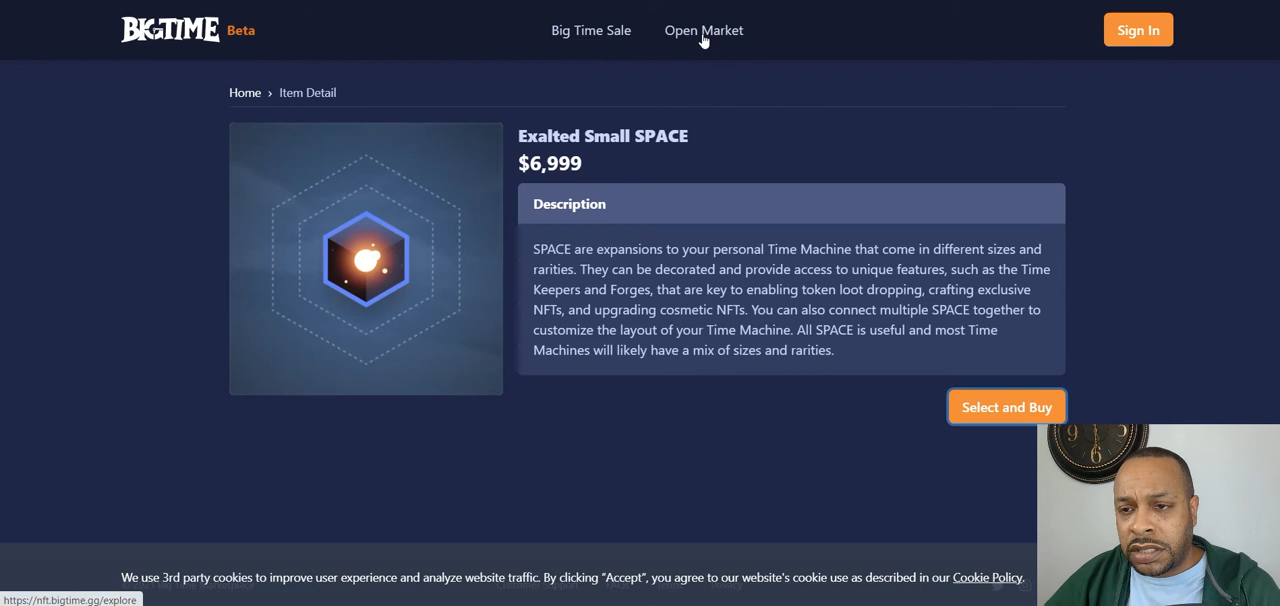 BIGTIME Beta
Big Time Sale
Open Market
Sign In
Home › Item Detail
Exalted Small SPACE
$6,999
Description
SPACE are expansions to your personal Time Machine that come in different sizes and
rarities. They can be decorated and provide access to unique features, such as the Time
Keepers and Forges, that are key to enabling token loot dropping, crafting exclusive
NFTs, and upgrading cosmetic NFTs. You can also connect multiple SPACE together to
customize the layout of your Time Machine. All SPACE is useful and most Time
Machines will likely have a mix of sizes and rarities.
Select and Buy
9
3
6
We use 3rd party cookies to improve user experience and analyze website traffic. By clicking “Accept”, you agree to our website's cookie use as described in our Cookie Policy.
https://nft.bigtime.gg/explore